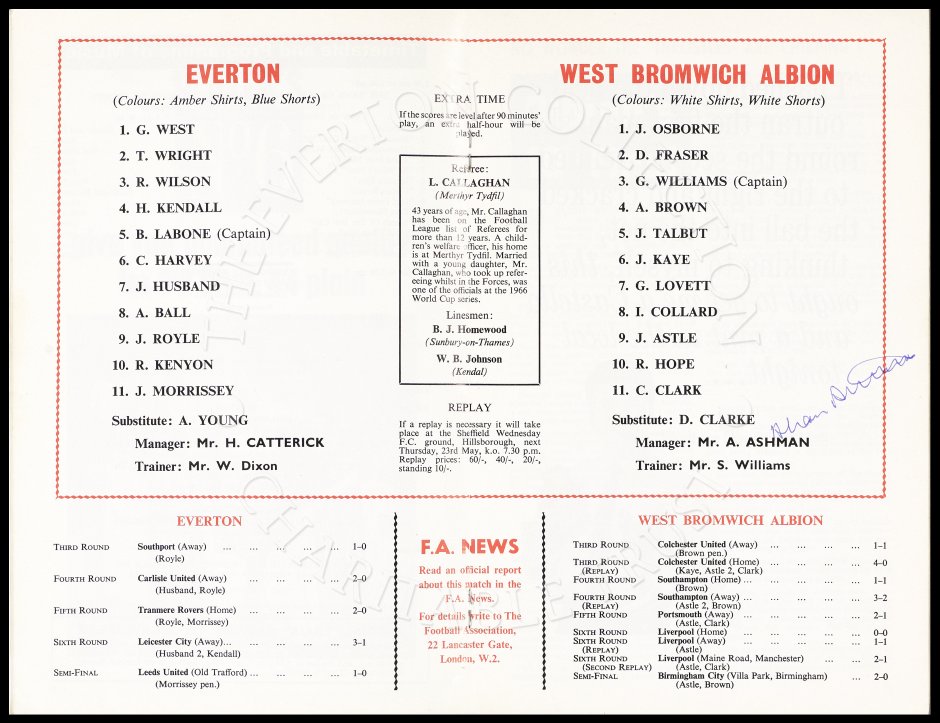 EVERTON
(Colours: Amber Shirts, Blue Shorts)
1. G. WEST
2. T. WRIGHT
3. R. WILSON
4. H. KENDALL
5. B. LABONE (Captain)
6. C. HARVEY
7. J. HUSBAND
8. A. BALL
9. J. ROYLE
10. R. KENYON
11. J. MORRISSEY
Substitute: A. YOUNG
Manager: Mr. H. CATTERICK
Trainer: Mr. W. Dixon
EXTRA TIME
If the scores are level after 90 minutes'
play, an extra half-hour will be
played.
Referee:
L. CALLAGHAN
(Merthyr Tydfil)
43 years of age, Mr. Callaghan
has been on the Football
League list of Referees for
more than 12 years. A child-
ren's welfare officer, his home
is at Merthyr Tydfil. Married
with a young daughter, Mr.
Callaghan, who took up refer-
eeing whilst in the Forces, was
one of the officials at the 1966
World Cup series.
Linesmen:
B. J. Homewood
(Sunbury-on-Thames)
W. B. Johnson
(Kendal)
REPLAY
If a replay is necessary it will take
place at the Sheffield Wednesday
F.C. ground, Hillsborough, next
Thursday, 23rd May, k.o. 7.30 p.m.
Replay prices: 60/-, 40/-, 20/-,
standing 10/-.
WEST BROMWICH ALBION
(Colours: White Shirts, White Shorts)
1. J. OSBORNE
2. D. FRASER
3. G. WILLIAMS (Captain)
4. A. BROWN
5. J. TALBUT
6. J. KAYE
7. G. LOVETT
8. I. COLLARD
9. J. ASTLE
10. R. HOPE
11. C. CLARK
Substitute: D. CLARKE
Manager: Mr. A. ASHMAN
Trainer: Mr. S. Williams
EVERTON
THIRD ROUND Southport (Away) ... ... ... ... ... 1–0
(Royle)
FOURTH ROUND Carlisle United (Away) ... ... ... ... 2–0
(Husband, Royle)
FIFTH ROUND Tranmere Rovers (Home) ... ... ... ... 2–0
(Royle, Morrissey)
SIXTH ROUND Leicester City (Away)... ... ... ... ... 3–1
(Husband 2, Kendall)
SEMI-FINAL Leeds United (Old Trafford) ... ... ... ... 1–0
(Morrissey pen.)
F.A. NEWS
Read an official report
about this match in the
F.A. News.
For details write to The
Football Association,
22 Lancaster Gate,
London, W.2.
WEST BROMWICH ALBION
THIRD ROUND Colchester United (Away) ... ... ... ... 1–1
(Brown pen.)
THIRD ROUND Colchester United (Home) ... ... ... ... 4–0
(REPLAY) (Kaye, Astle 2, Clark)
FOURTH ROUND Southampton (Home) ... ... ... ... ... 1–1
(Brown)
FOURTH ROUND Southampton (Away) ... ... ... ... ... 3–2
(REPLAY) (Astle 2, Brown)
FIFTH ROUND Portsmouth (Away) ... ... ... ... ... 2–1
(Astle, Clark)
SIXTH ROUND Liverpool (Home) ... ... ... ... 0–0
SIXTH ROUND Liverpool (Away) ... ... ... ... 1–1
(REPLAY) (Astle)
SIXTH ROUND Liverpool (Maine Road, Manchester) ... ... 2–1
(SECOND REPLAY) (Astle, Clark)
SEMI-FINAL Birmingham City (Villa Park, Birmingham) ... 2–0
(Astle, Brown)
THE EVERTON COLLECTION
CHARITABLE TRUST